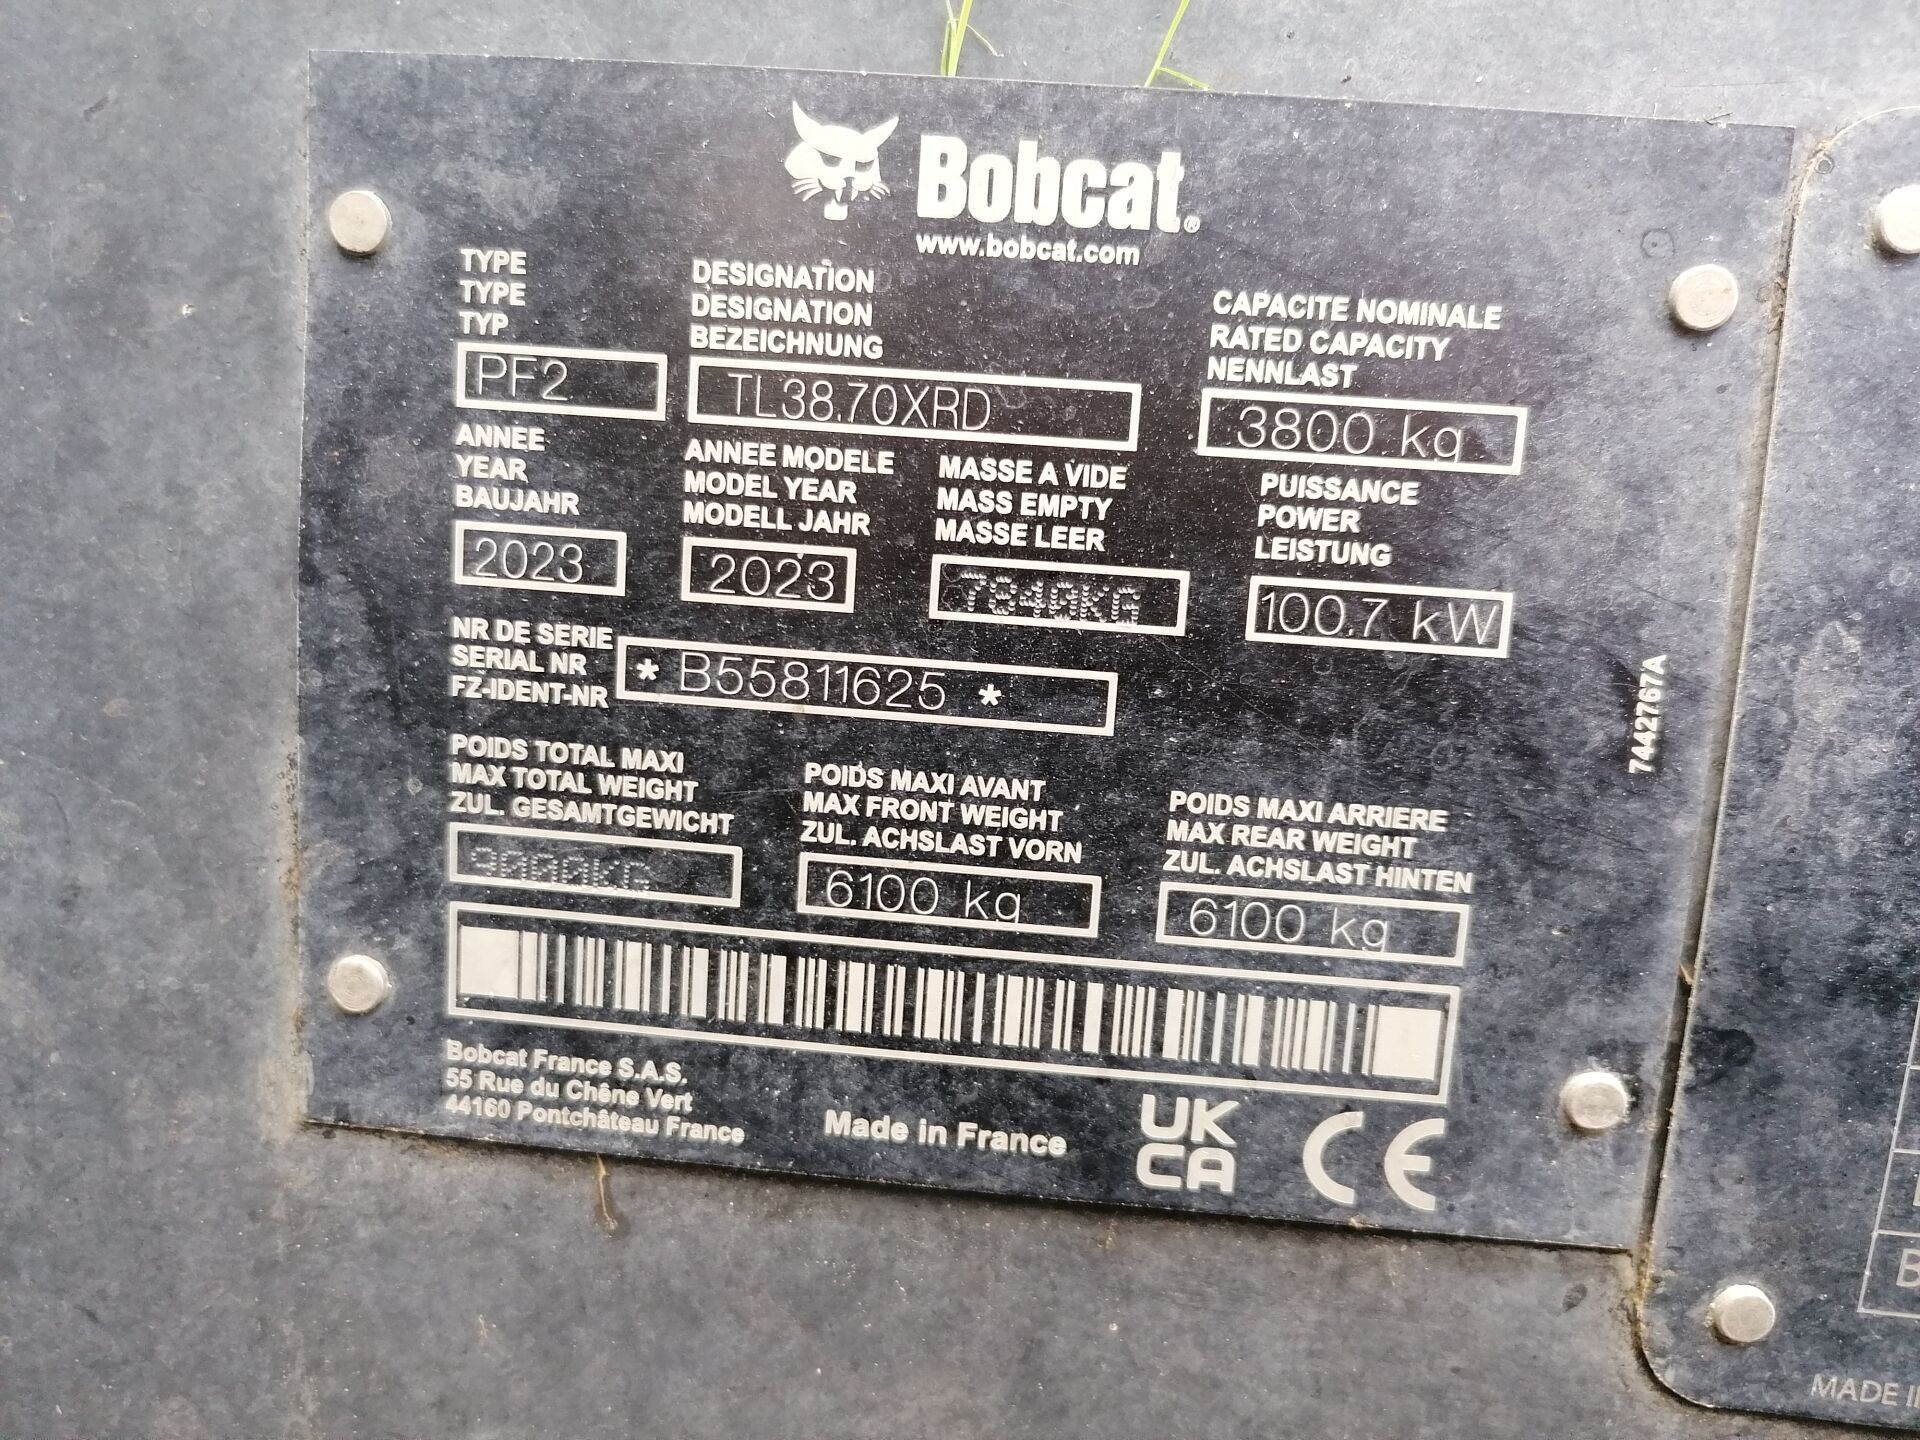 Bobcat®
www.bobcat.com
TYPE
TYPE
TYP
PF2
DESIGNATION
DESIGNATION
BEZEICHNUNG
TL38.70XRD
CAPACITE NOMINALE
RATED CAPACITY
NENNLAST
3800 kg
ANNEE
YEAR
BAUJAHR
2023
ANNEE MODELE
MODEL YEAR
MODELL JAHR
2023
MASSE A VIDE
MASS EMPTY
MASSE LEER
7840KG
PUISSANCE
POWER
LEISTUNG
100.7 kW
NR DE SERIE
SERIAL NR
FZ-IDENT-NR
* B55811625 *
7442767A
POIDS TOTAL MAXI
MAX TOTAL WEIGHT
ZUL. GESAMTGEWICHT
9000KG
POIDS MAXI AVANT
MAX FRONT WEIGHT
ZUL. ACHSLAST VORN
6100 kg
POIDS MAXI ARRIERE
MAX REAR WEIGHT
ZUL. ACHSLAST HINTEN
6100 kg
Bobcat France S.A.S.
55 Rue du Chêne Vert
44160 Pontchâteau France
Made in France
UK
CA
CE
MADE